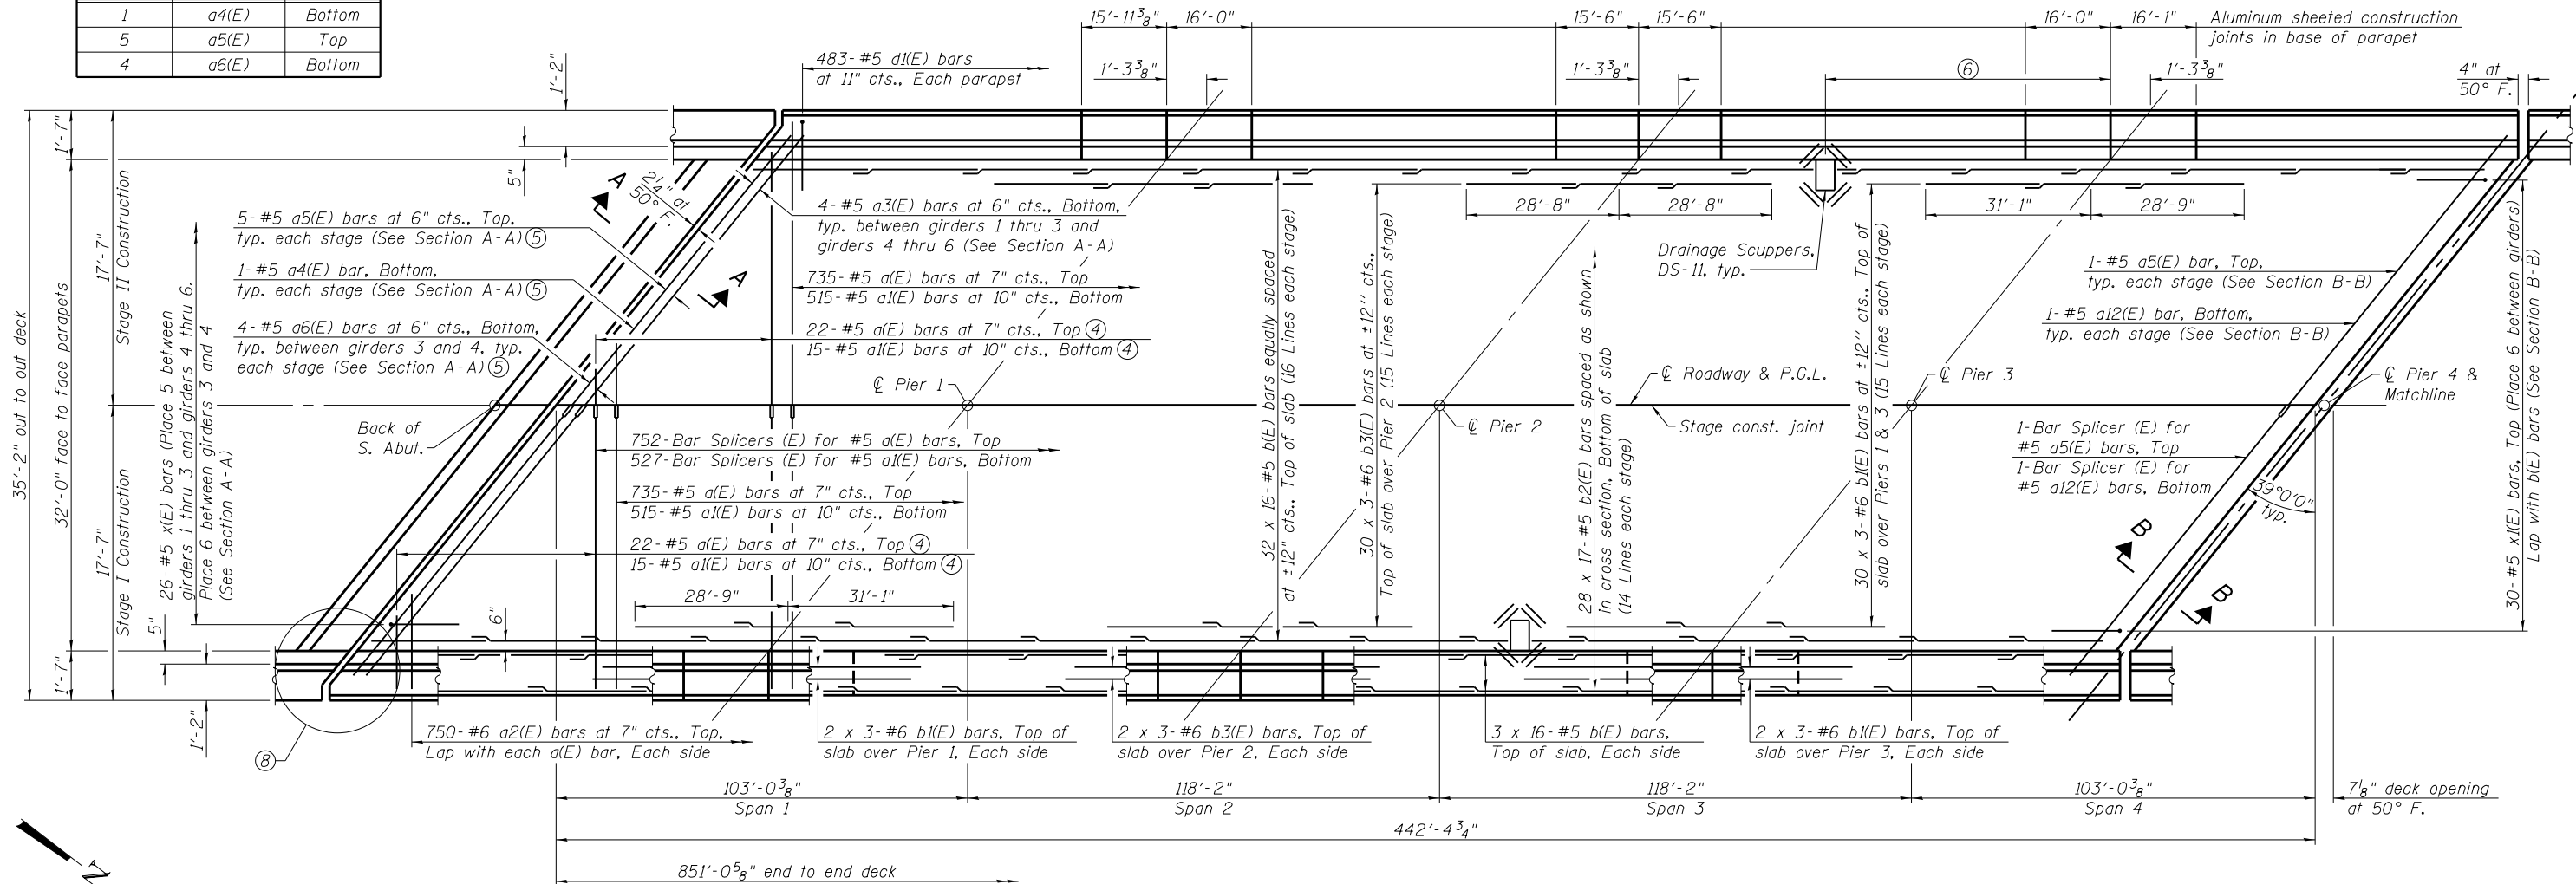 1 a4(E) Bottom
5 a5(E) Top
4 a6(E) Bottom
15'-11 3/8"
16'-0"
15'-6"
15'-6"
16'-0"
16'-1"
Aluminum sheeted construction
joints in base of parapet
483-#5 d1(E) bars
at 11" cts., Each parapet
1'-3 3/8"
1'-3 3/8"
⑥
1'-3 3/8"
4" at
50° F.
1'-2"
5"
35'-2" out to out deck
1'-7"
32'-0" face to face parapets
1'-7"
17'-7"
Stage II Construction
17'-7"
Stage I Construction
5"
1'-2"
26-#5 x(E) bars (Place 5 between
girders 1 thru 3 and girders 4 thru 6.
Place 6 between girders 3 and 4
(See Section A-A)
A
A
2 1/4" at
50° F.
5-#5 a5(E) bars at 6" cts., Top,
typ. each stage (See Section A-A) ⑤
1-#5 a4(E) bar, Bottom,
typ. each stage (See Section A-A) ⑤
4-#5 a6(E) bars at 6" cts., Bottom,
typ. between girders 3 and 4, typ.
each stage (See Section A-A) ⑤
4-#5 a3(E) bars at 6" cts., Bottom,
typ. between girders 1 thru 3 and
girders 4 thru 6 (See Section A-A)
735-#5 a(E) bars at 7" cts., Top
515-#5 a1(E) bars at 10" cts., Bottom
22-#5 a(E) bars at 7" cts., Top ④
15-#5 a1(E) bars at 10" cts., Bottom ④
℄ Pier 1
Back of
S. Abut.
752-Bar Splicers (E) for #5 a(E) bars, Top
527-Bar Splicers (E) for #5 a1(E) bars, Bottom
735-#5 a(E) bars at 7" cts., Top
515-#5 a1(E) bars at 10" cts., Bottom
22-#5 a(E) bars at 7" cts., Top ④
15-#5 a1(E) bars at 10" cts., Bottom ④
28'-9"
31'-1"
6"
32 x 16-#5 b(E) bars equally spaced
at ±12" cts., Top of slab (16 Lines each stage)
30 x 3-#6 b3(E) bars at ±12" cts.,
Top of slab over Pier 2 (15 Lines each stage)
28'-8"
28'-8"
28 x 17-#5 b2(E) bars spaced as shown
in cross section, Bottom of slab
(14 Lines each stage)
Drainage Scuppers,
DS-11, typ.
30 x 3-#6 b1(E) bars at ±12" cts., Top of
slab over Piers 1 & 3 (15 Lines each stage)
31'-1"
28'-9"
℄ Pier 2
℄ Roadway & P.G.L.
Stage const. joint
℄ Pier 3
1-#5 a5(E) bar, Top,
typ. each stage (See Section B-B)
1-#5 a12(E) bar, Bottom,
typ. each stage (See Section B-B)
℄ Pier 4 &
Matchline
1-Bar Splicer (E) for
#5 a5(E) bars, Top
1-Bar Splicer (E) for
#5 a12(E) bars, Bottom
39°0'0"
typ.
B
B
30-#5 x1(E) bars, Top (Place 6 between girders)
Lap with b(E) bars (See Section B-B)
⑧
750-#6 a2(E) bars at 7" cts., Top,
Lap with each a(E) bar, Each side
2 x 3-#6 b1(E) bars, Top of
slab over Pier 1, Each side
2 x 3-#6 b3(E) bars, Top of
slab over Pier 2, Each side
3 x 16-#5 b(E) bars,
Top of slab, Each side
2 x 3-#6 b1(E) bars, Top of
slab over Pier 3, Each side
103'-0 3/8"
Span 1
118'-2"
Span 2
118'-2"
Span 3
103'-0 3/8"
Span 4
7 1/8" deck opening
at 50° F.
442'-4 3/4"
851'-0 5/8" end to end deck
N